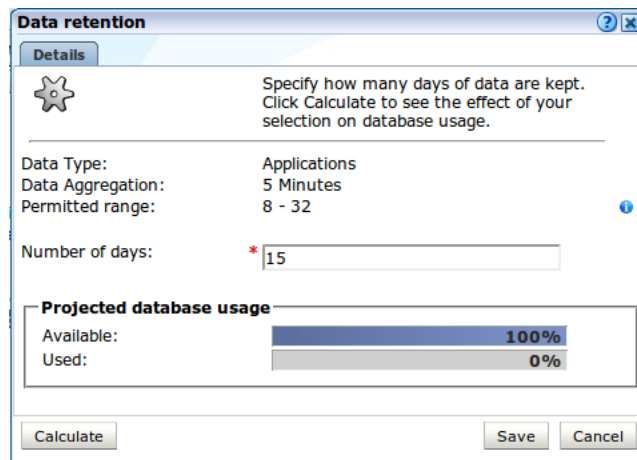 Data retention
Details
Specify how many days of data are kept.
Click Calculate to see the effect of your
selection on database usage.
Data Type: Applications
Data Aggregation: 5 Minutes
Permitted range: 8 - 32
Number of days: * 15
Projected database usage
Available: 100%
Used: 0%
Calculate Save Cancel